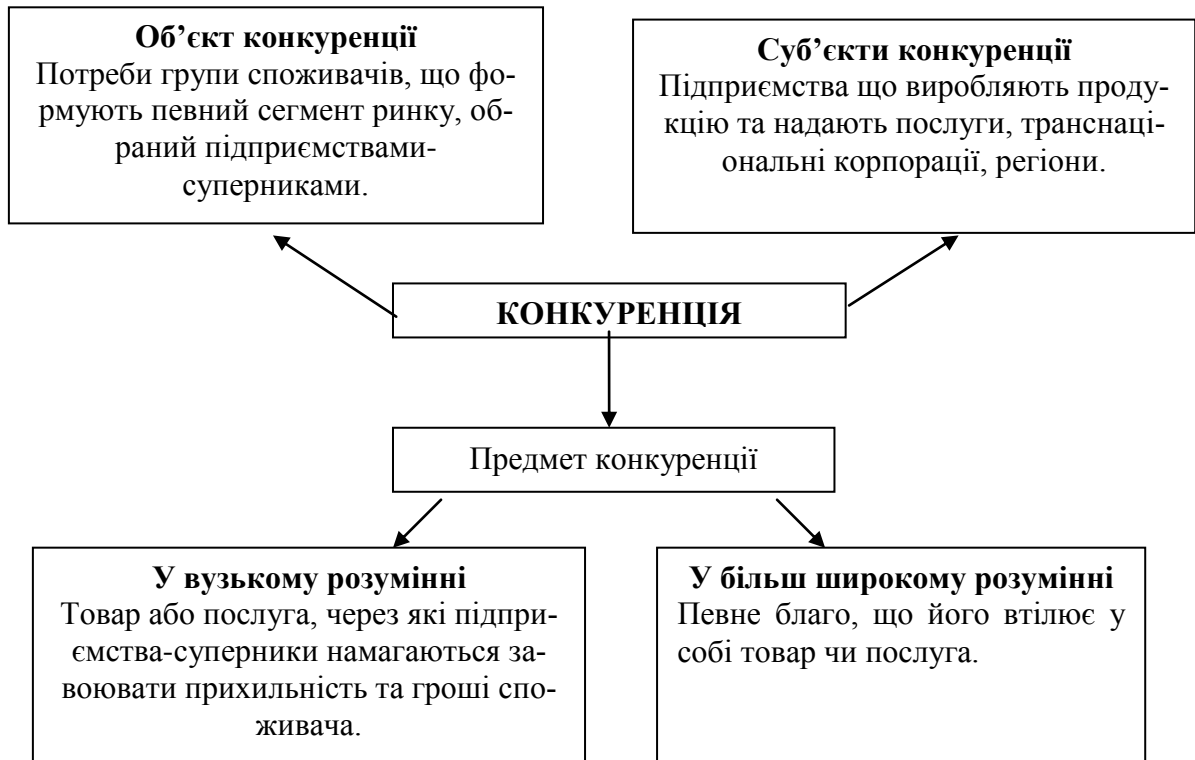 Об’єкт конкуренції
Потреби групи споживачів, що фо-
рмують певний сегмент ринку, об-
раний підприємствами-
суперниками.
Суб’єкти конкуренції
Підприємства що виробляють проду-
кцію та надають послуги, транснаці-
ональні корпорації, регіони.
КОНКУРЕНЦІЯ
Предмет конкуренції
У вузькому розумінні
Товар або послуга, через які підпри-
ємства-суперники намагаються за-
воювати прихильність та гроші спо-
живача.
У більш широкому розумінні
Певне благо, що його втілює у
собі товар чи послуга.